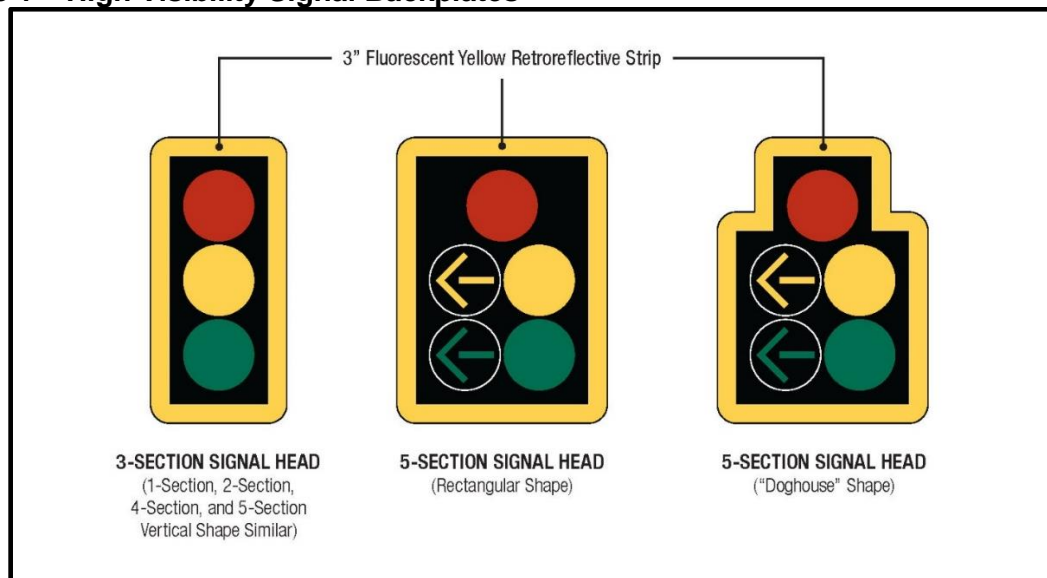 High Visibility Signal Backplates
3” Fluorescent Yellow Retroreflective Strip
3-SECTION SIGNAL HEAD
(1-Section, 2-Section,
4-Section, and 5-Section
Vertical Shape Similar)
5-SECTION SIGNAL HEAD
(Rectangular Shape)
5-SECTION SIGNAL HEAD
(“Doghouse” Shape)